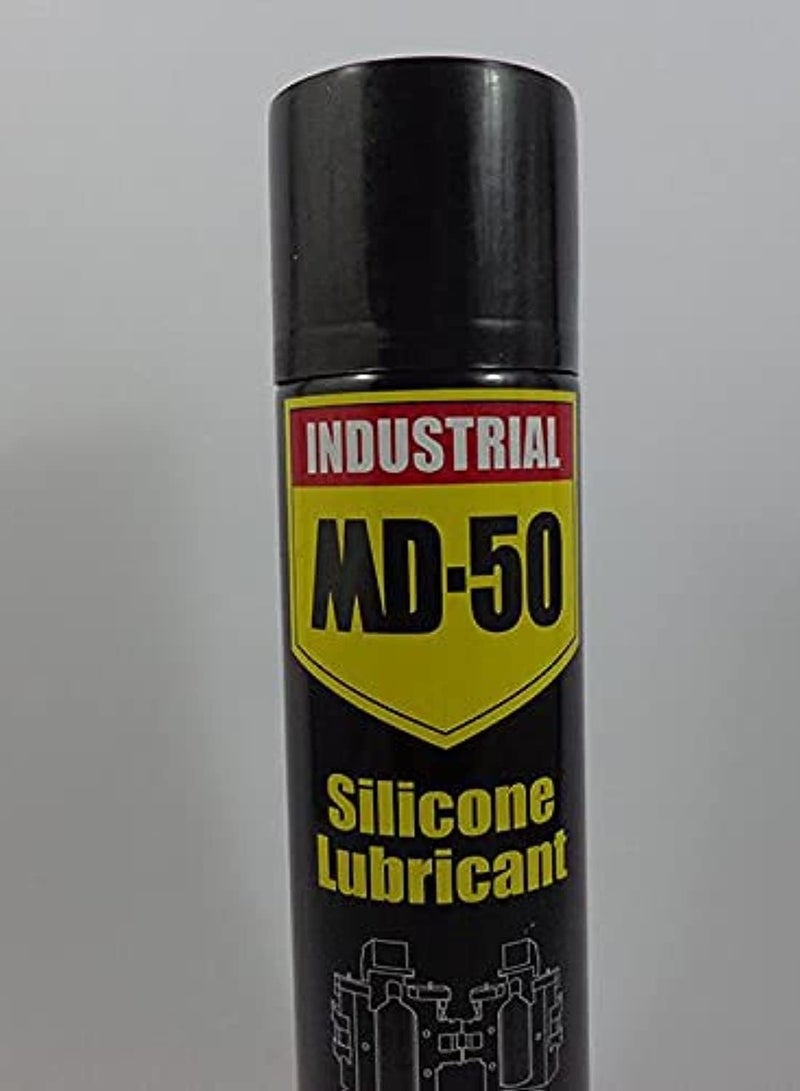 INDUSTRIAL
MD-50
Silicone
Lubricant